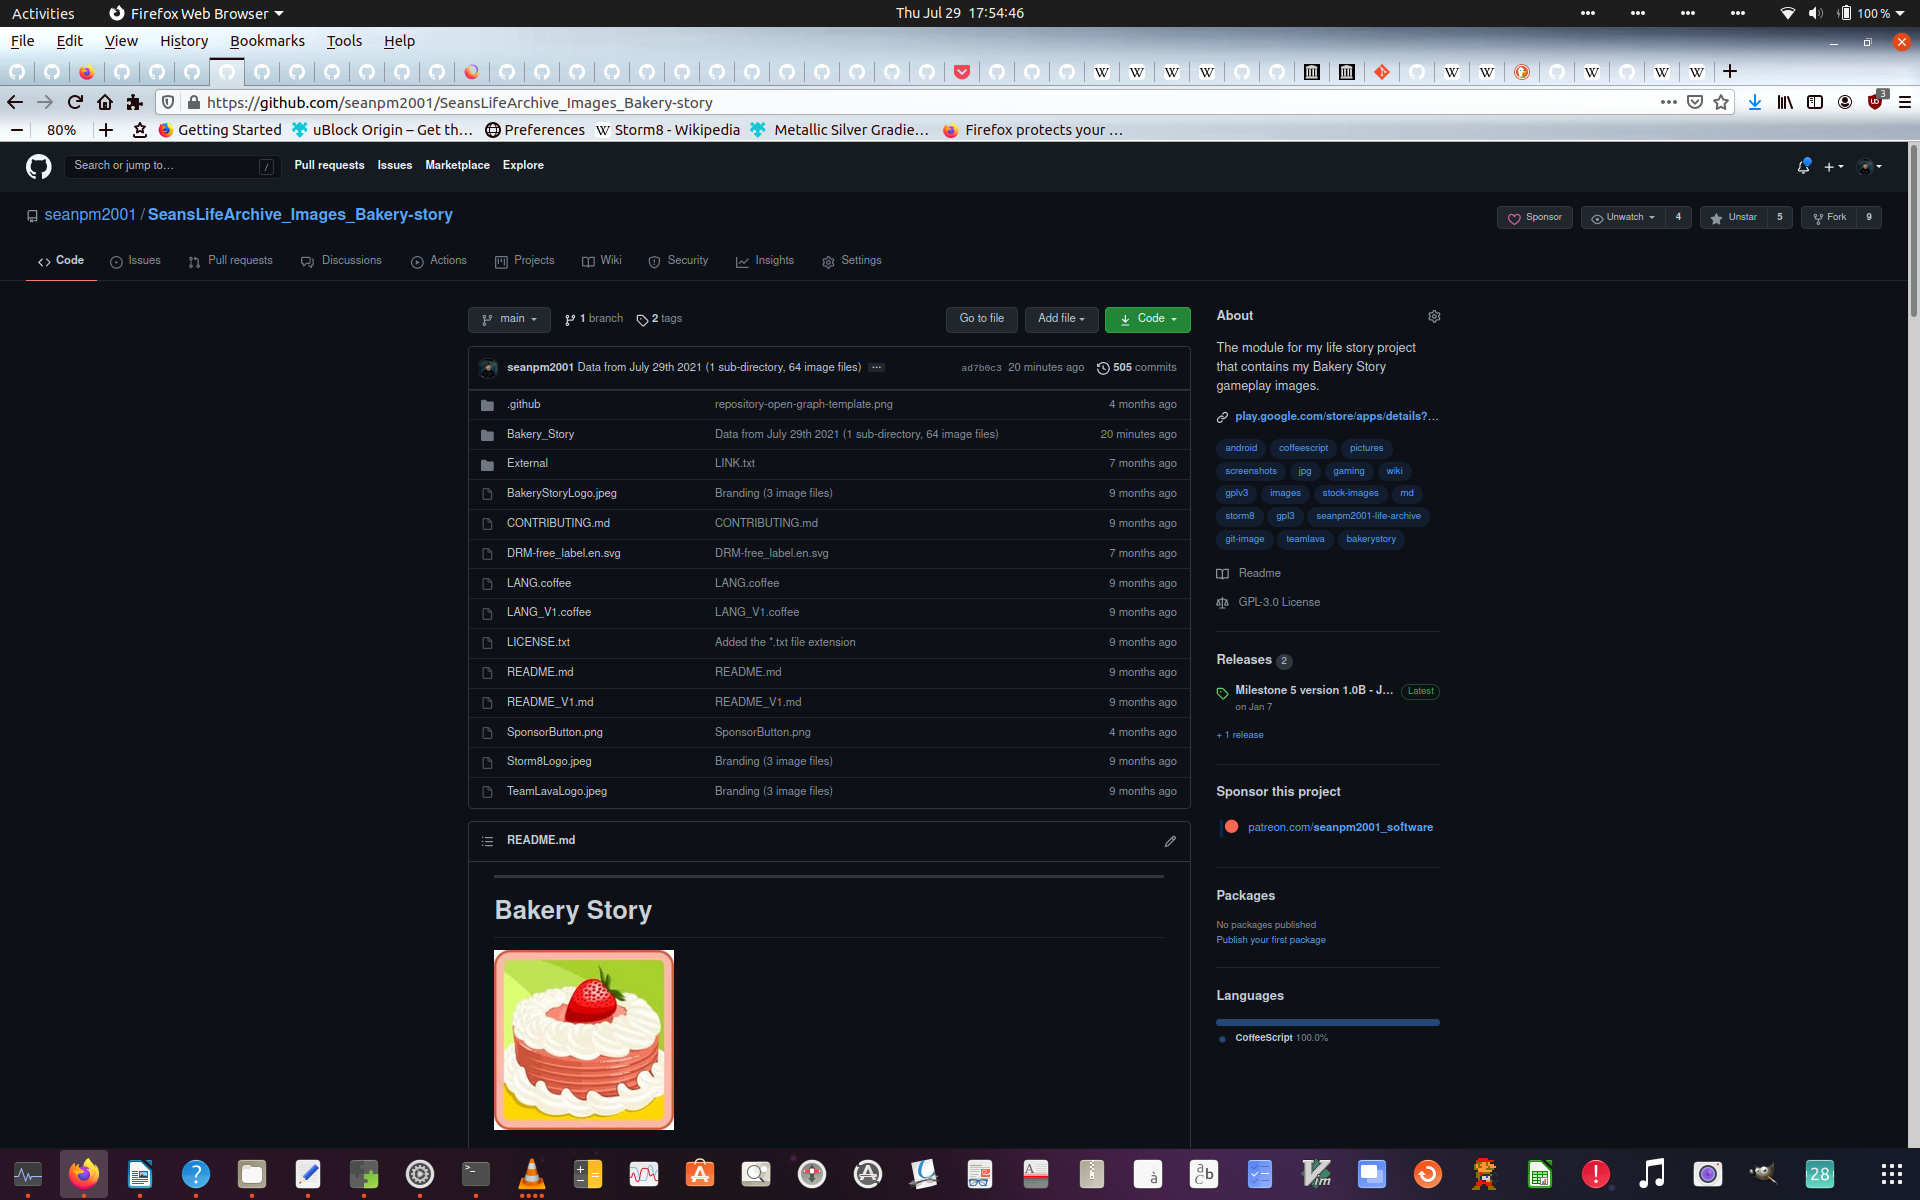 Activities Firefox Web Browser Thu Jul 29 17:54:46 100 %
File Edit View History Bookmarks Tools Help
https://github.com/seanpm2001/SeansLifeArchive_Images_Bakery-story 3
80% Getting Started uBlock Origin – Get th… Preferences Storm8 - Wikipedia Metallic Silver Gradie… Firefox protects your …
Search or jump to… / Pull requests Issues Marketplace Explore
seanpm2001 / SeansLifeArchive_Images_Bakery-story Sponsor Unwatch 4 Unstar 5 Fork 9
Code Issues Pull requests Discussions Actions Projects Wiki Security Insights Settings
main 1 branch 2 tags Go to file Add file Code
seanpm2001 Data from July 29th 2021 (1 sub-directory, 64 image files) ad7b0c3 20 minutes ago 505 commits
.github repository-open-graph-template.png 4 months ago
Bakery_Story Data from July 29th 2021 (1 sub-directory, 64 image files) 20 minutes ago
External LINK.txt 7 months ago
BakeryStoryLogo.jpeg Branding (3 image files) 9 months ago
CONTRIBUTING.md CONTRIBUTING.md 9 months ago
DRM-free_label.en.svg DRM-free_label.en.svg 7 months ago
LANG.coffee LANG.coffee 9 months ago
LANG_V1.coffee LANG_V1.coffee 9 months ago
LICENSE.txt Added the *.txt file extension 9 months ago
README.md README.md 9 months ago
README_V1.md README_V1.md 9 months ago
SponsorButton.png SponsorButton.png 4 months ago
Storm8Logo.jpeg Branding (3 image files) 9 months ago
TeamLavaLogo.jpeg Branding (3 image files) 9 months ago
README.md
Bakery Story
About
The module for my life story project
that contains my Bakery Story
gameplay images.
play.google.com/store/apps/details?…
android coffeescript pictures
screenshots jpg gaming wiki
gplv3 images stock-images md
storm8 gpl3 seanpm2001-life-archive
git-image teamlava bakerystory
Readme
GPL-3.0 License
Releases 2
Milestone 5 version 1.0B - J… Latest
on Jan 7
+ 1 release
Sponsor this project
patreon.com/seanpm2001_software
Packages
No packages published
Publish your first package
Languages
CoffeeScript 100.0%
28